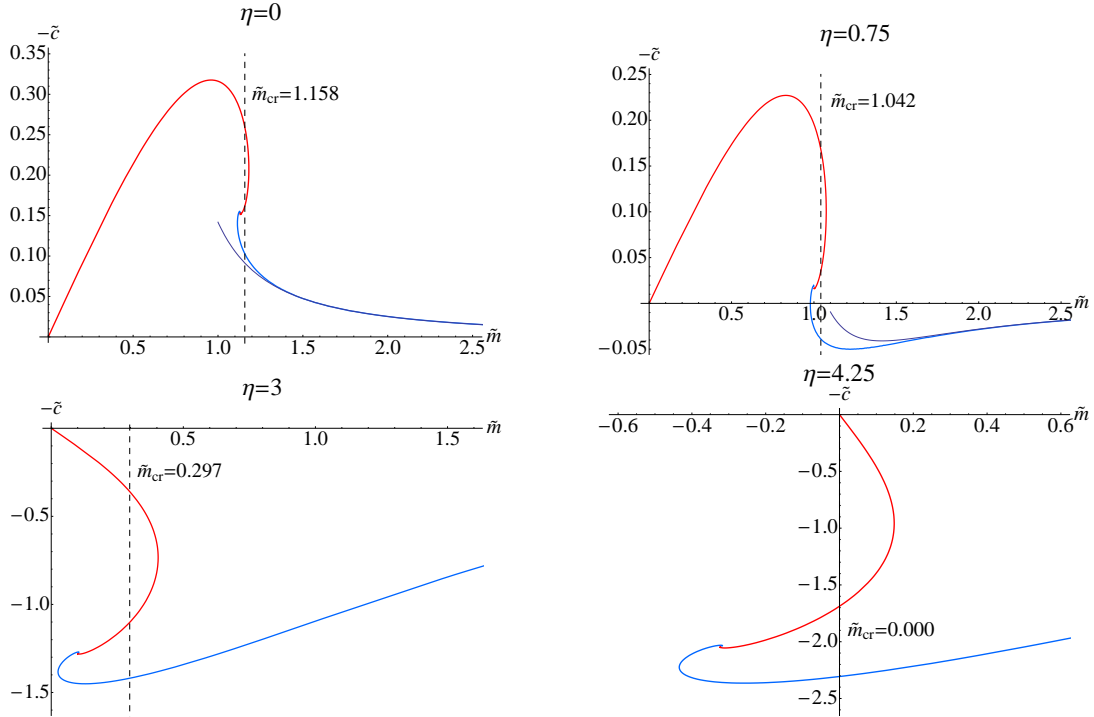 η=0
−c̃
0.35
0.30
0.25
0.20
0.15
0.10
0.05
m̃cr=1.158
0.5 1.0 1.5 2.0 2.5 m̃
η=0.75
−c̃
0.25
0.20
0.15
0.10
0.05
−0.05
m̃cr=1.042
0.5 1.0 1.5 2.0 2.5 m̃
η=3
−c̃
0.5 1.0 1.5 m̃
m̃cr=0.297
−0.5
−1.0
−1.5
η=4.25
−c̃
−0.6 −0.4 −0.2 0.2 0.4 0.6 m̃
−0.5
−1.0
−1.5
m̃cr=0.000
−2.0
−2.5